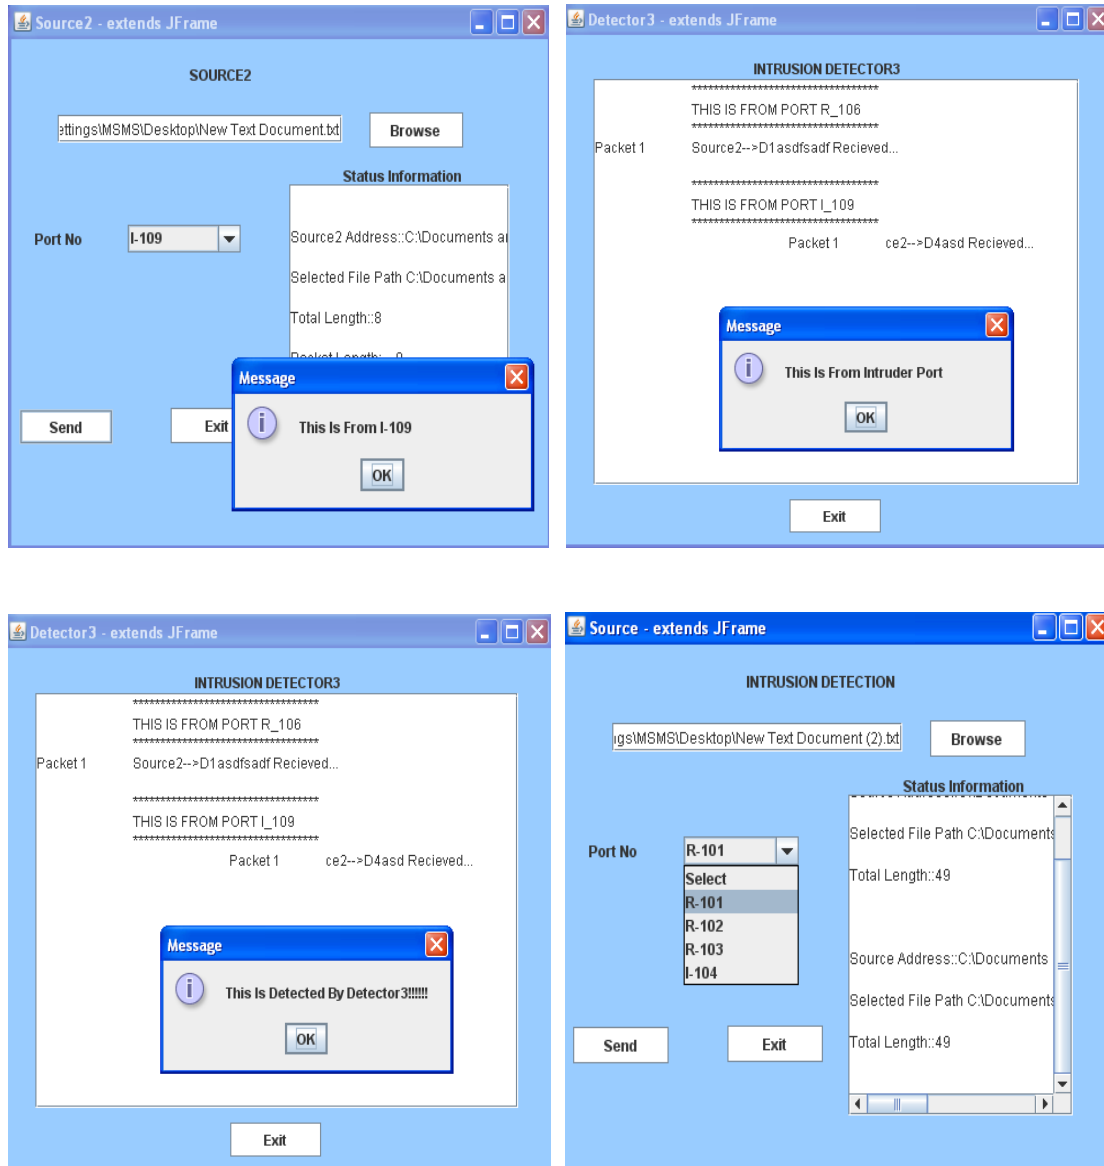 Source2 - extends JFrame
SOURCE2
ettings\MSMS\Desktop\New Text Document.txt
Browse
Status Information
Port No
I-109
Source2 Address::C:\Documents an
Selected File Path C:\Documents a
Total Length::8
Send
Exit
Message
This Is From I-109
OK
Detector3 - extends JFrame
INTRUSION DETECTOR3
**********************************
THIS IS FROM PORT R_106
**********************************
Packet 1 Source2-->D1asdfsadf Recieved...
**********************************
THIS IS FROM PORT I_109
**********************************
Packet 1 ce2-->D4asd Recieved...
Message
This Is From Intruder Port
OK
Exit
Detector3 - extends JFrame
INTRUSION DETECTOR3
**********************************
THIS IS FROM PORT R_106
**********************************
Packet 1 Source2-->D1asdfsadf Recieved...
**********************************
THIS IS FROM PORT I_109
**********************************
Packet 1 ce2-->D4asd Recieved...
Message
This Is Detected By Detector3!!!!!!
OK
Exit
Source - extends JFrame
INTRUSION DETECTION
ngs\MSMS\Desktop\New Text Document (2).txt
Browse
Status Information
Selected File Path C:\Documents
Port No
R-101
Select
R-101
R-102
R-103
I-104
Total Length::49
Source Address::C:\Documents
Selected File Path C:\Documents
Total Length::49
Send
Exit